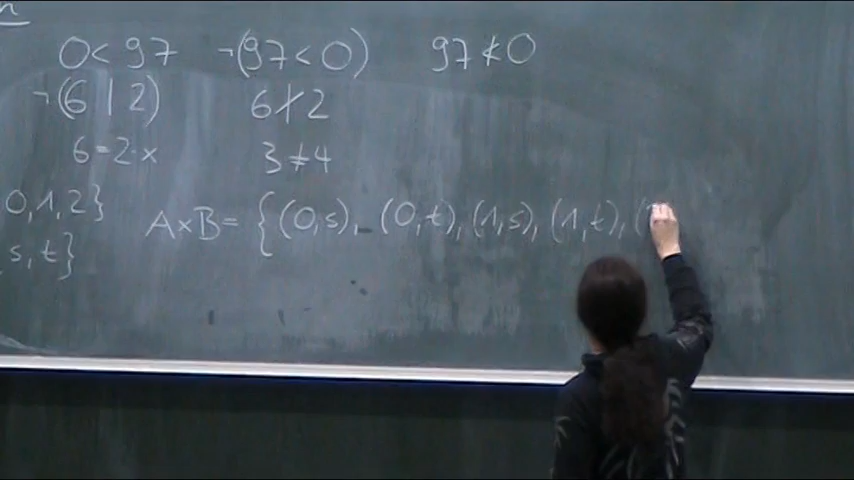 n
0 < 97 ¬(97 < 0) 97 ≮ 0
¬(6 | 2) 6 ∤ 2
6 = 2·x 3 ≠ 4
0, 1, 2}
A×B = {(0,s), (0,t), (1,s), (1,t), (
, s, t}